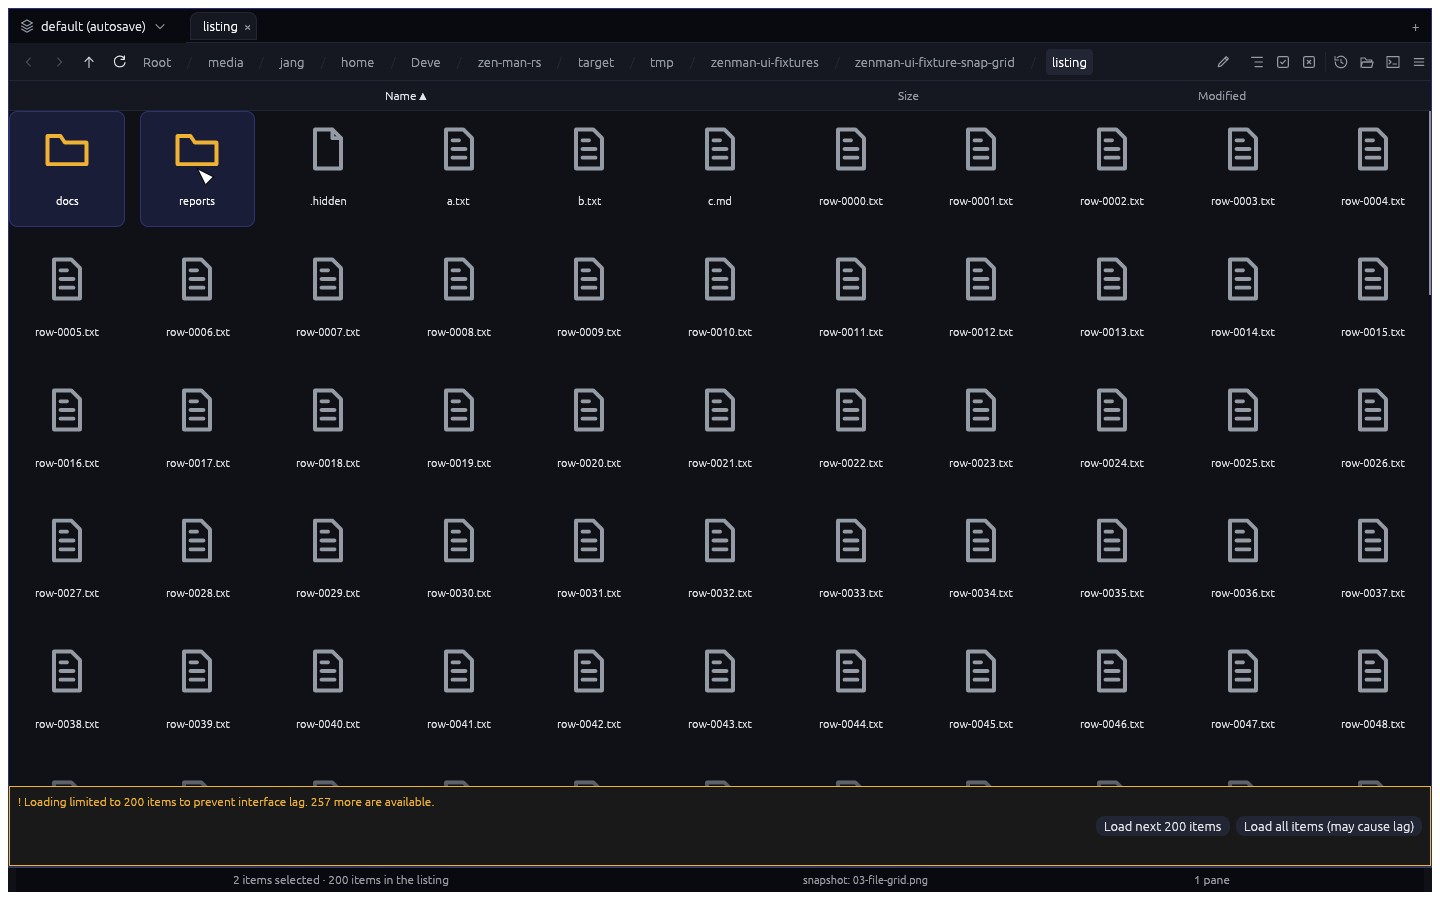 default (autosave)
listing ×
+
Root / media / jang / home / Deve / zen-man-rs / target / tmp / zenman-ui-fixtures / zenman-ui-fixture-snap-grid / listing
Name ▲ Size Modified
docs reports .hidden a.txt b.txt c.md row-0000.txt row-0001.txt row-0002.txt row-0003.txt row-0004.txt
row-0005.txt row-0006.txt row-0007.txt row-0008.txt row-0009.txt row-0010.txt row-0011.txt row-0012.txt row-0013.txt row-0014.txt row-0015.txt
row-0016.txt row-0017.txt row-0018.txt row-0019.txt row-0020.txt row-0021.txt row-0022.txt row-0023.txt row-0024.txt row-0025.txt row-0026.txt
row-0027.txt row-0028.txt row-0029.txt row-0030.txt row-0031.txt row-0032.txt row-0033.txt row-0034.txt row-0035.txt row-0036.txt row-0037.txt
row-0038.txt row-0039.txt row-0040.txt row-0041.txt row-0042.txt row-0043.txt row-0044.txt row-0045.txt row-0046.txt row-0047.txt row-0048.txt
! Loading limited to 200 items to prevent interface lag. 257 more are available.
Load next 200 items Load all items (may cause lag)
2 items selected · 200 items in the listing snapshot: 03-file-grid.png 1 pane